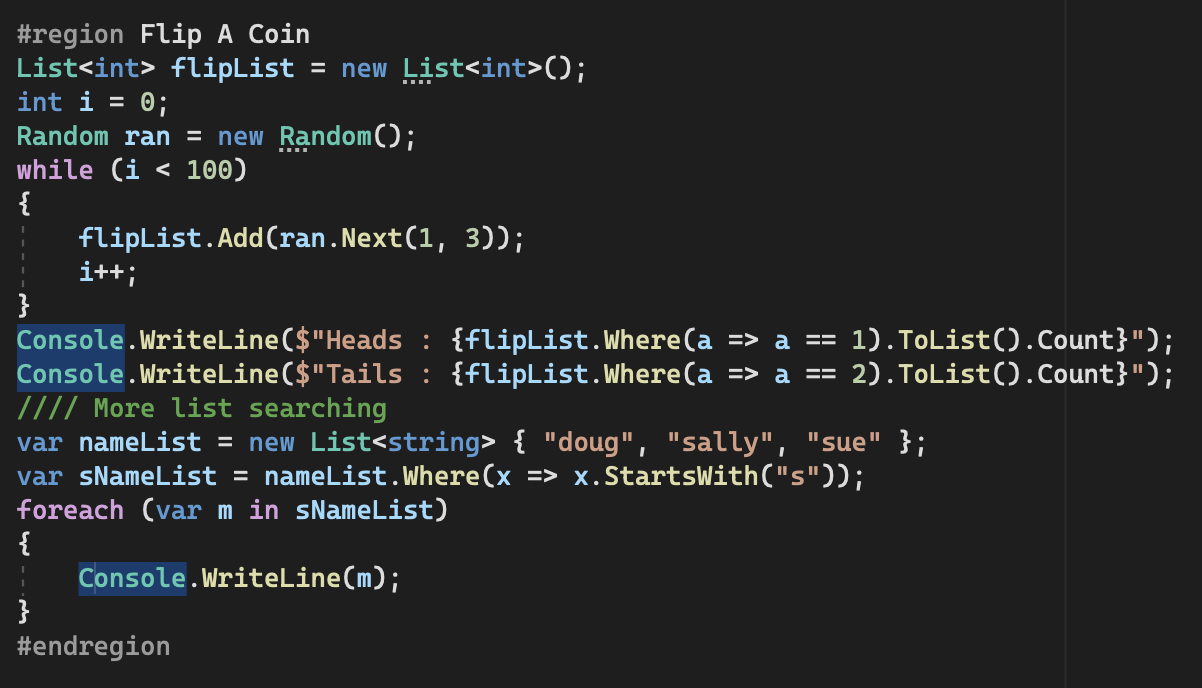 #region Flip A Coin
List<int> flipList = new List<int>();
int i = 0;
Random ran = new Random();
while (i < 100)
{
    flipList.Add(ran.Next(1, 3));
    i++;
}
Console.WriteLine($"Heads : {flipList.Where(a => a == 1).ToList().Count}");
Console.WriteLine($"Tails : {flipList.Where(a => a == 2).ToList().Count}");
//// More list searching
var nameList = new List<string> { "doug", "sally", "sue" };
var sNameList = nameList.Where(x => x.StartsWith("s"));
foreach (var m in sNameList)
{
    Console.WriteLine(m);
}
#endregion